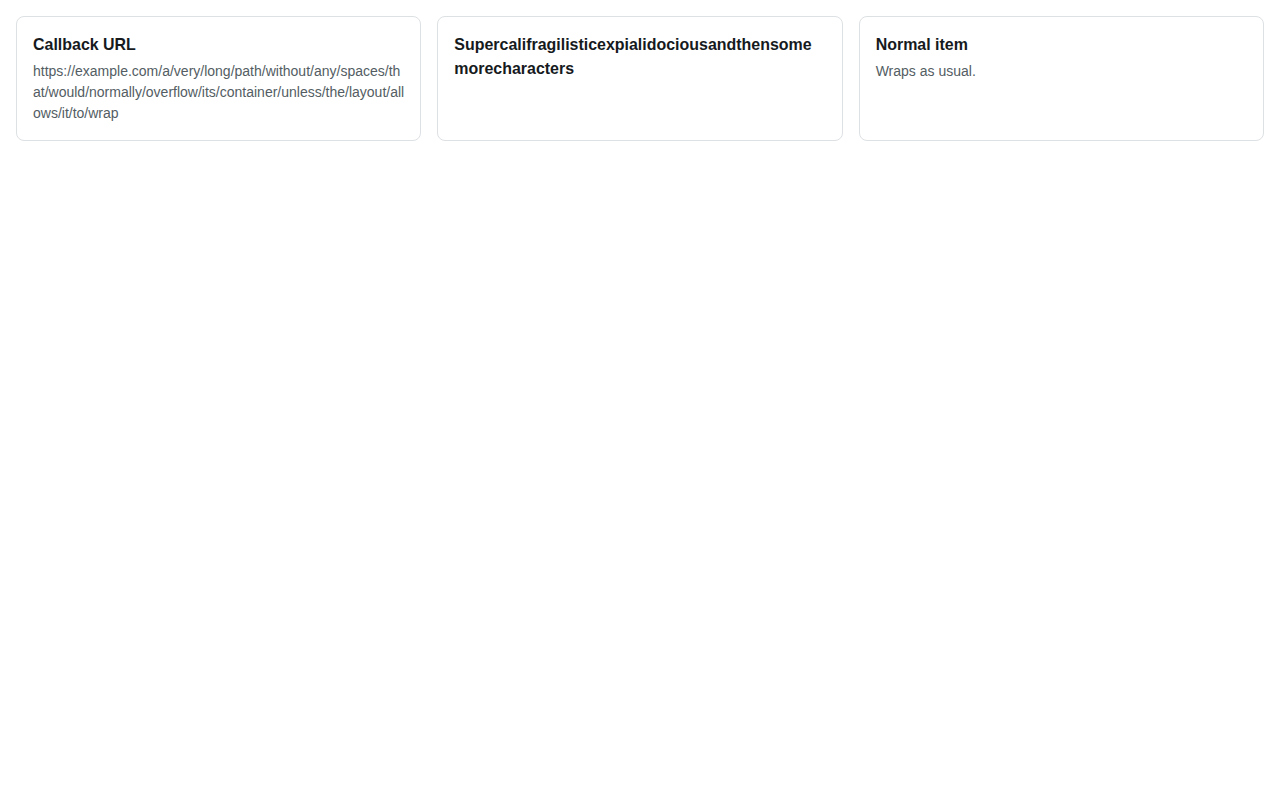 Callback URL
https://example.com/a/very/long/path/without/any/spaces/th
at/would/normally/overflow/its/container/unless/the/layout/all
ows/it/to/wrap
Supercalifragilisticexpialidociousandthensome
morecharacters
Normal item
Wraps as usual.